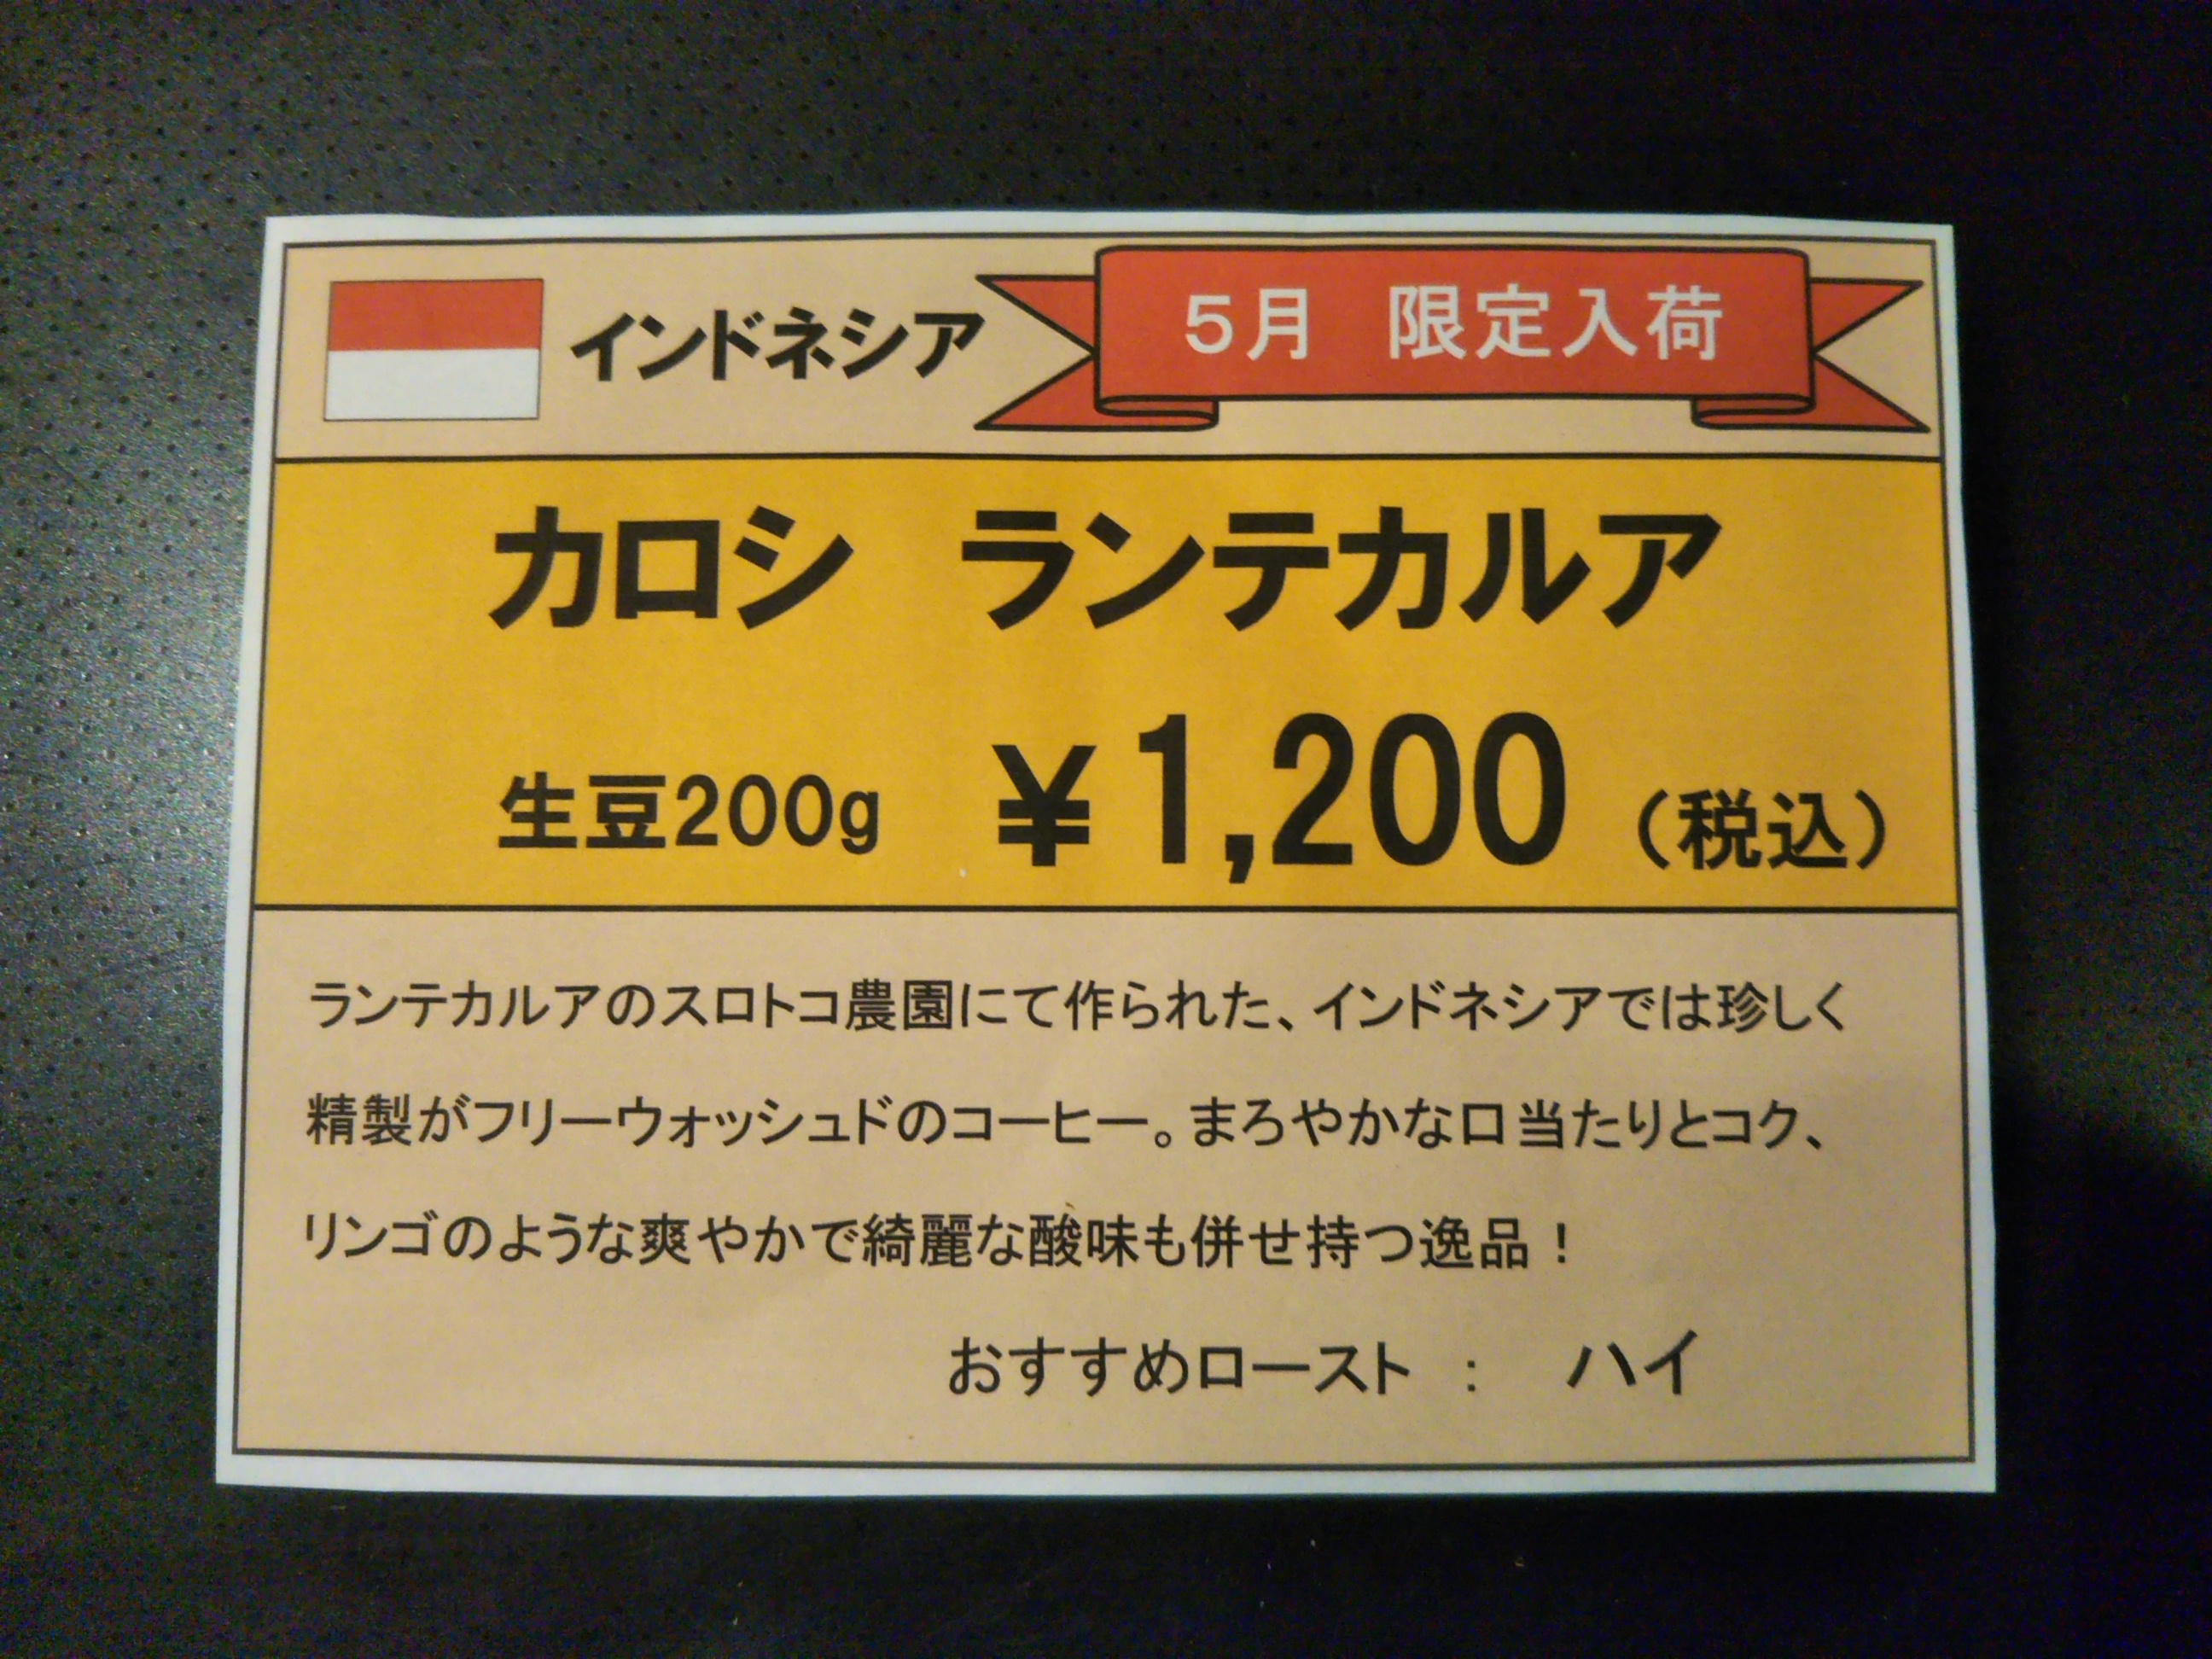 インドネシア
5月 限定入荷
カロシ ランテカルア
生豆200g ¥1,200 (税込)
ランテカルアのスロトコ農園にて作られた、インドネシアでは珍しく
精製がフリーウォッシュドのコーヒー。まろやかな口当たりとコク、
リンゴのような爽やかで綺麗な酸味も併せ持つ逸品！
おすすめロースト ： ハイ